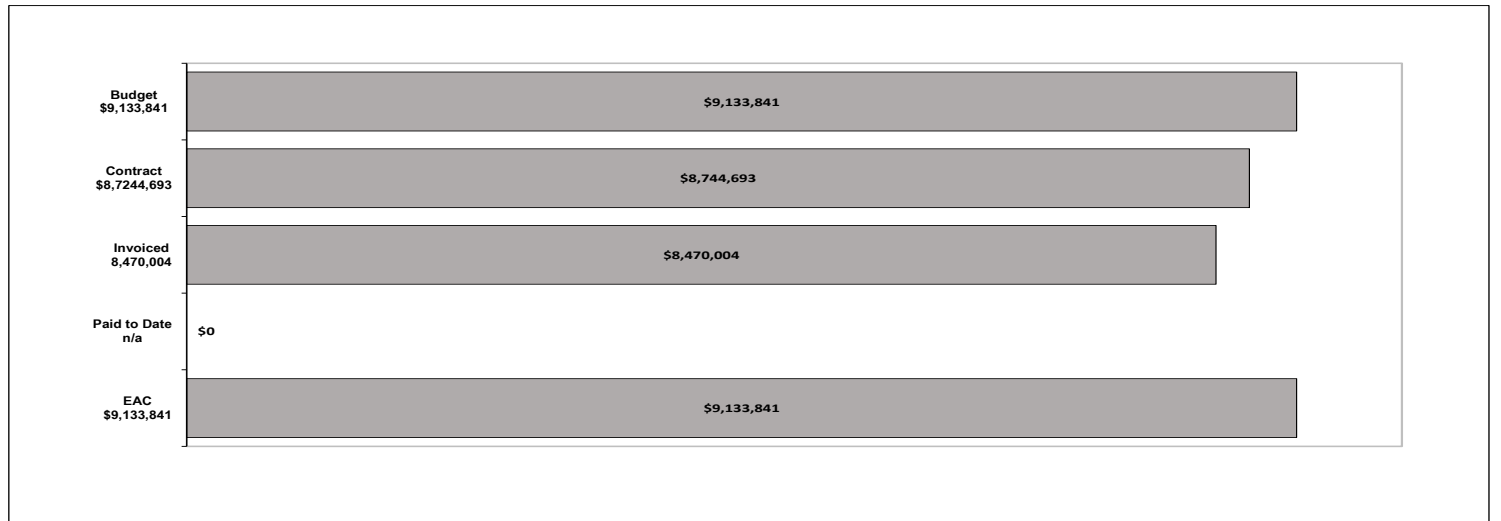 Budget
$9,133,841
$9,133,841
Contract
$8,7244,693
$8,744,693
Invoiced
8,470,004
$8,470,004
Paid to Date
n/a
$0
EAC
$9,133,841
$9,133,841